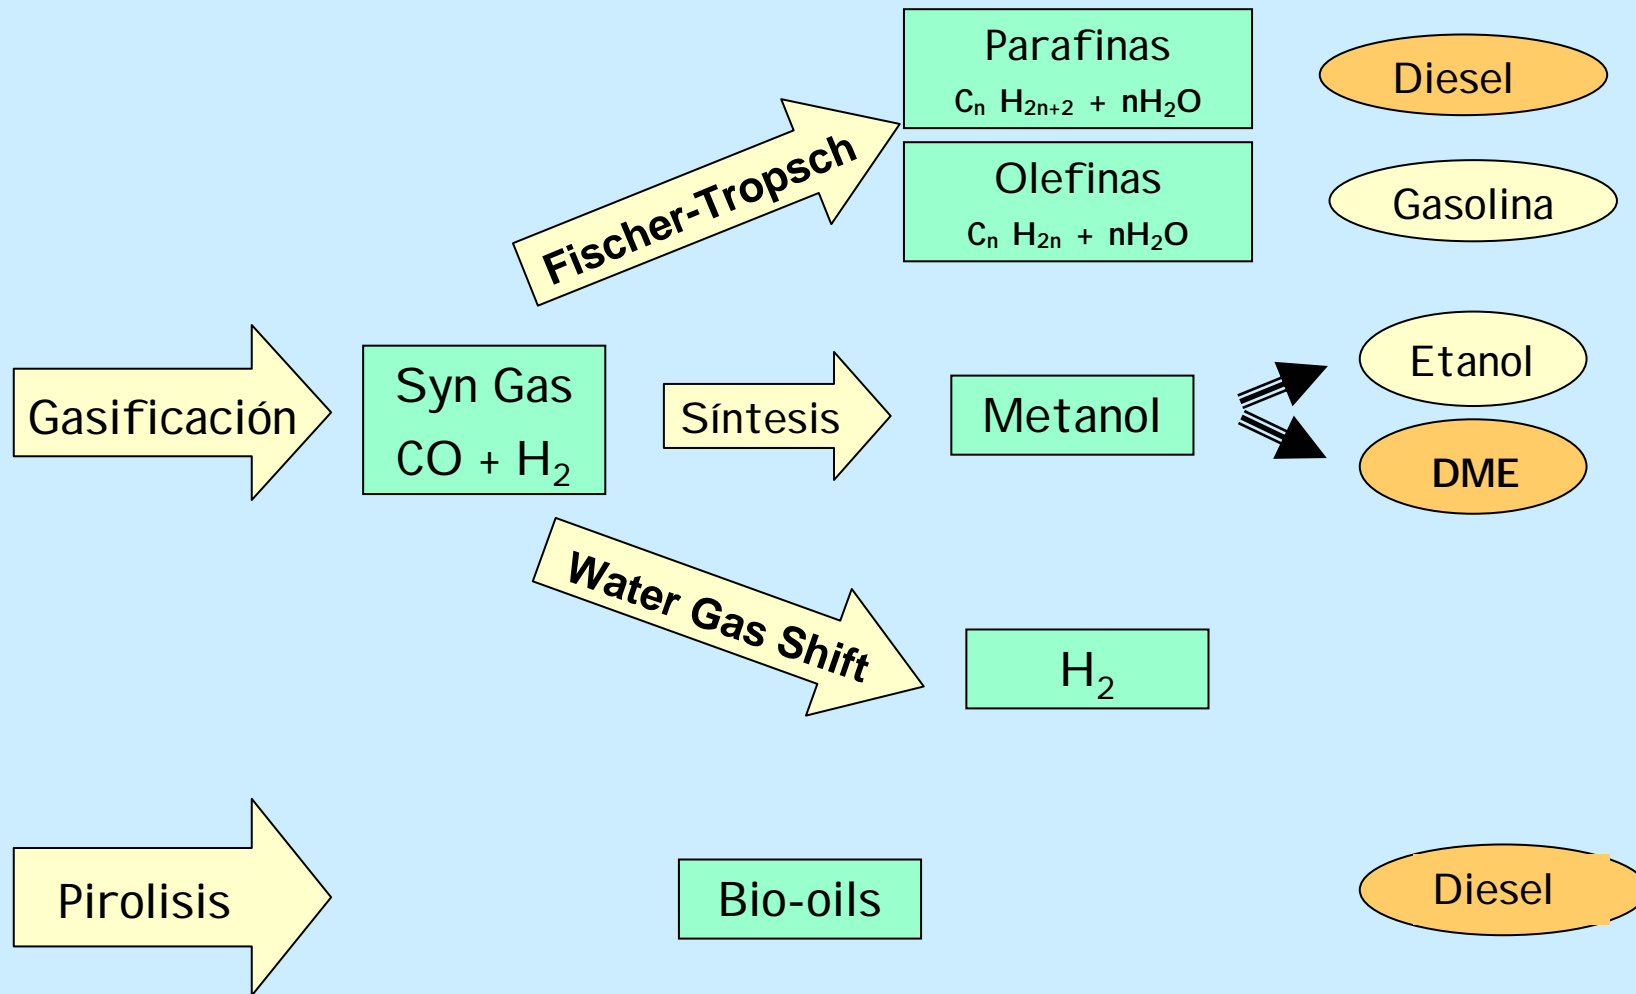 Parafinas
Cn H2n+2 + nH2O
Diesel
Fischer-Tropsch
Olefinas
Cn H2n + nH2O
Gasolina
Gasificación
Syn Gas
CO + H2
Síntesis
Metanol
Etanol
DME
Water Gas Shift
H2
Pirolisis
Bio-oils
Diesel